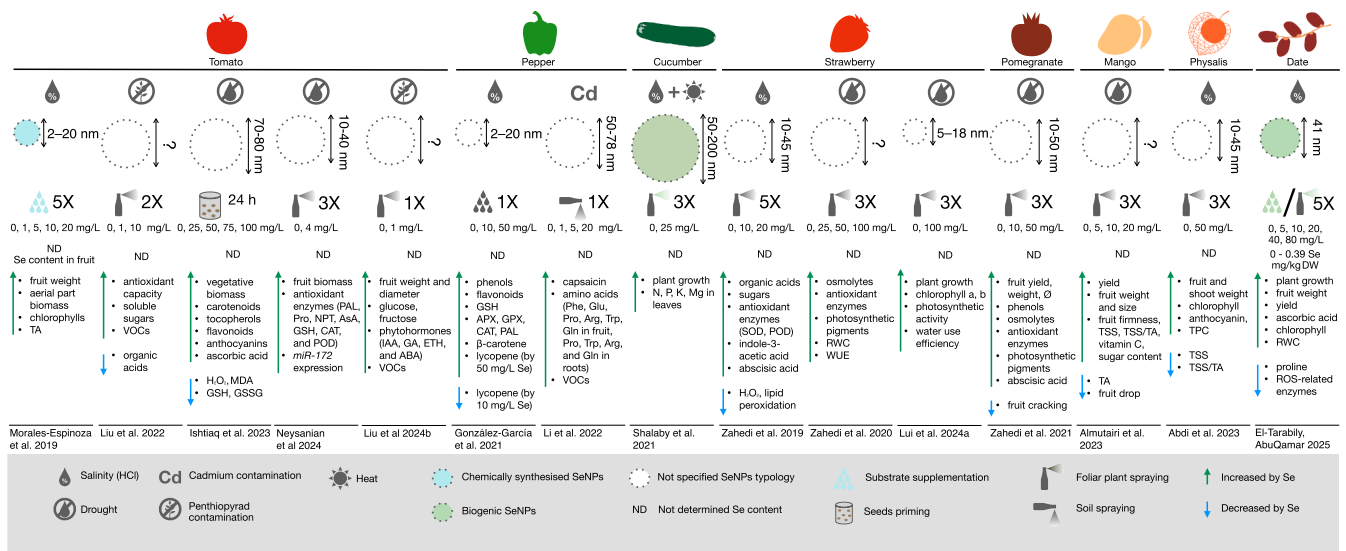 Tomato
Pepper
Cucumber
Strawberry
Pomegranate
Mango
Physalis
Date
%
%
Cd
% +
%
%
%
2–20 nm
?
70-80 nm
10-40 nm
?
2–20 nm
50-78 nm
50-200 nm
10-45 nm
?
5–18 nm
10-50 nm
?
10-45 nm
41 nm
5X
2X
24 h
3X
1X
1X
1X
3X
5X
3X
3X
3X
3X
3X
/ 5X
0, 1, 5, 10, 20 mg/L
0, 1, 10 mg/L
0, 25, 50, 75, 100 mg/L
0, 4 mg/L
0, 1 mg/L
0, 10, 50 mg/L
0, 1, 5, 20 mg/L
0, 25 mg/L
0, 10, 20 mg/L
0, 100 mg/L
0, 10, 50 mg/L
0, 5, 10, 20 mg/L
0, 50 mg/L
0, 5, 10, 20,
40, 80 mg/L
ND
Se content in fruit
ND
ND
ND
ND
ND
ND
ND
ND
ND
ND
ND
ND
ND
0 - 0.39 Se
mg/kg DW
• fruit weight
• aerial part
biomass
• chlorophylls
• TA
• antioxidant
capacity
• soluble
sugars
• VOCs
• organic
acids
• vegetative
biomass
• carotenoids
• tocopherols
• flavonoids
• anthocyanins
• ascorbic acid
• H₂O₂, MDA
• GSH, GSSG
• fruit biomass
• antioxidant
enzymes (PAL,
Pro, NPT, AsA,
GSH, CAT,
and POD)
• miR-172
expression
• fruit weight and
diameter
• glucose,
fructose
• phytohormones
(IAA, GA, ETH,
and ABA)
• VOCs
• phenols
• flavonoids
• GSH
• APX, GPX,
CAT, PAL
• β-carotene
• lycopene (by
50 mg/L Se)
• lycopene (by
10 mg/L Se)
• capsaicin
• amino acids
(Phe, Glu,
Pro, Arg, Trp,
Gln in fruit,
Pro, Trp, Arg,
and Gln in
roots)
• VOCs
• plant growth
• N, P, K, Mg in
leaves
• organic acids
• sugars
• antioxidant
enzymes
(SOD, POD)
• indole-3-
acetic acid
• abscisic acid
• H₂O₂, lipid
peroxidation
• osmolytes
• antioxidant
enzymes
• photosynthetic
pigments
• RWC
• WUE
• plant growth
• chlorophyll a, b
• photosynthetic
activity
• water use
efficiency
• fruit yield,
weight, Ø
• phenols
• osmolytes
• antioxidant
enzymes
• photosynthetic
pigments
• abscisic acid
• fruit cracking
• yield
• fruit weight
and size
• fruit firmness,
TSS, TSS/TA,
vitamin C,
sugar content
• TA
• fruit drop
• fruit and
shoot weight
• chlorophyll
• anthocyanin,
• TPC
• TSS
• TSS/TA
• plant growth
• fruit weight
• yield
• ascorbic acid
• chlorophyll
• RWC
• proline
• ROS-related
enzymes
Morales-Espinoza
et al. 2019
Liu et al. 2022
Ishtiaq et al. 2023
Neysanian
et al 2024
Liu et al 2024b
González-García
et al. 2021
Li et al. 2022
Shalaby et al.
2021
Zahedi et al. 2019
Zahedi et al. 2020
Lui et al. 2024a
Zahedi et al. 2021
Almutairi et al.
2023
Abdi et al. 2023
El-Tarabily,
AbuQamar 2025
% Salinity (HCl)
Cd Cadmium contamination
Heat
Chemically synthesised SeNPs
Not specified SeNPs typology
Substrate supplementation
Foliar plant spraying
Increased by Se
Drought
Penthiopyrad
contamination
Biogenic SeNPs
ND Not determined Se content
Seeds priming
Soil spraying
Decreased by Se